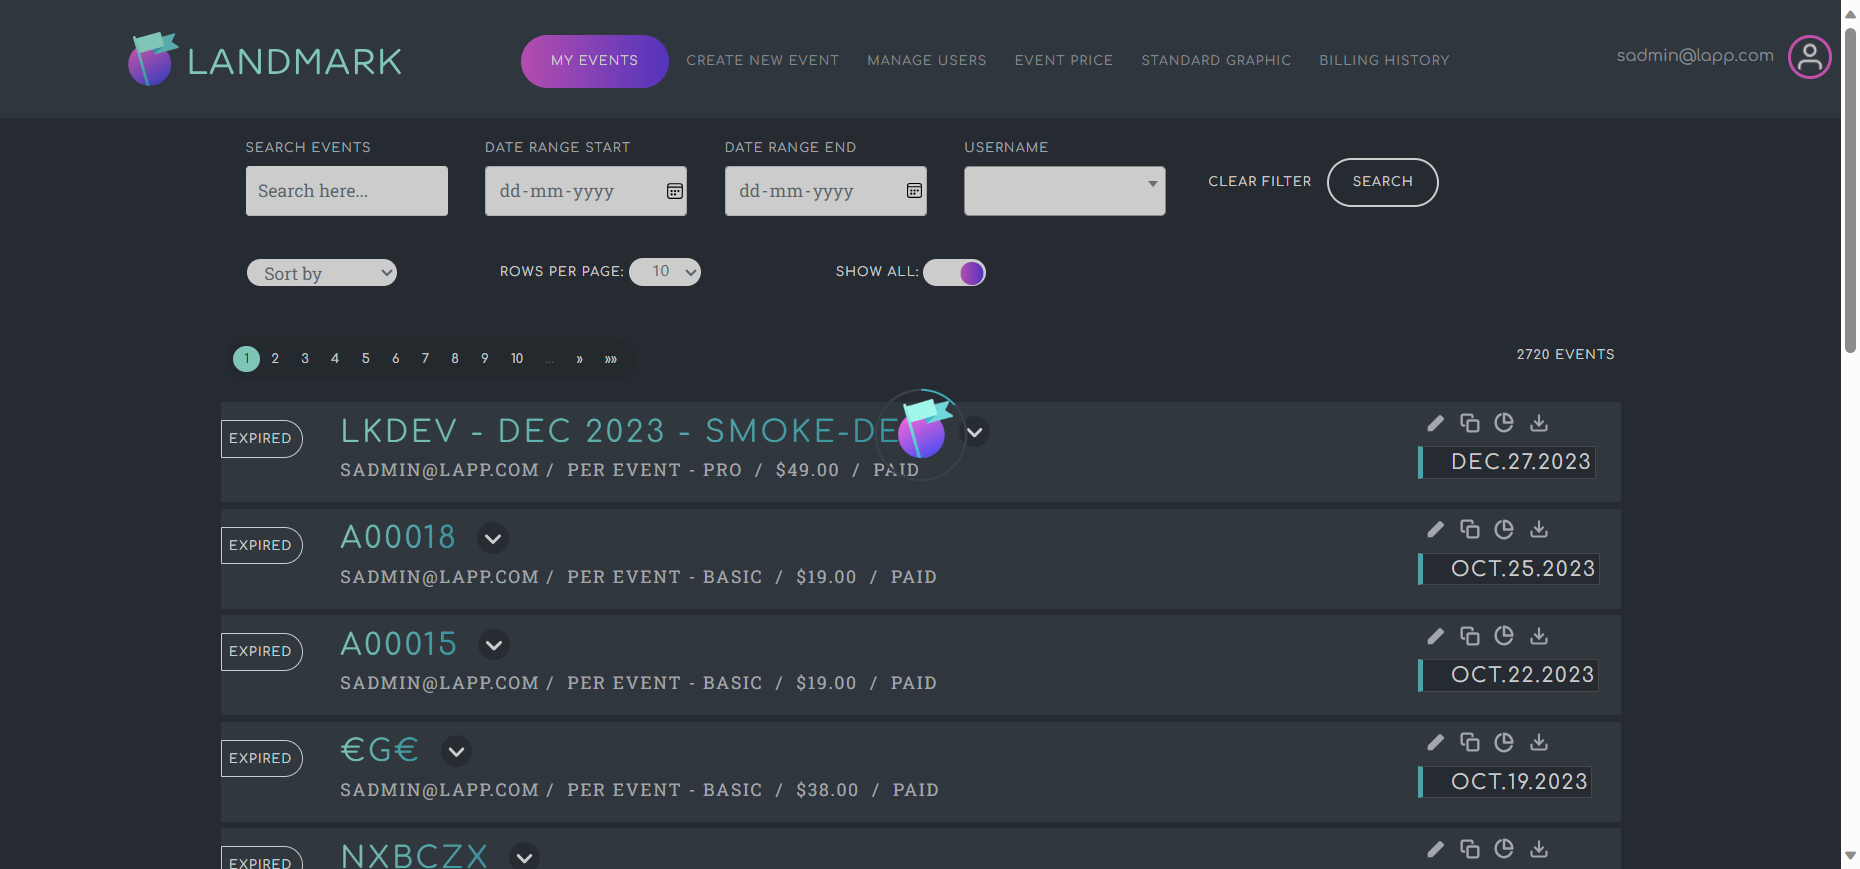 LANDMARK
MY EVENTS CREATE NEW EVENT MANAGE USERS EVENT PRICE STANDARD GRAPHIC BILLING HISTORY
sadmin@lapp.com
SEARCH EVENTS DATE RANGE START DATE RANGE END USERNAME
Search here... dd-mm-yyyy dd-mm-yyyy CLEAR FILTER SEARCH
Sort by ROWS PER PAGE: 10 SHOW ALL:
1 2 3 4 5 6 7 8 9 10 ... » »»
2720 EVENTS
EXPIRED LKDEV - DEC 2023 - SMOKE-DE
SADMIN@LAPP.COM / PER EVENT - PRO / $49.00 / PAID
DEC.27.2023
EXPIRED A00018
SADMIN@LAPP.COM / PER EVENT - BASIC / $19.00 / PAID
OCT.25.2023
EXPIRED A00015
SADMIN@LAPP.COM / PER EVENT - BASIC / $19.00 / PAID
OCT.22.2023
EXPIRED €G€
SADMIN@LAPP.COM / PER EVENT - BASIC / $38.00 / PAID
OCT.19.2023
EXPIRED NXBCZX